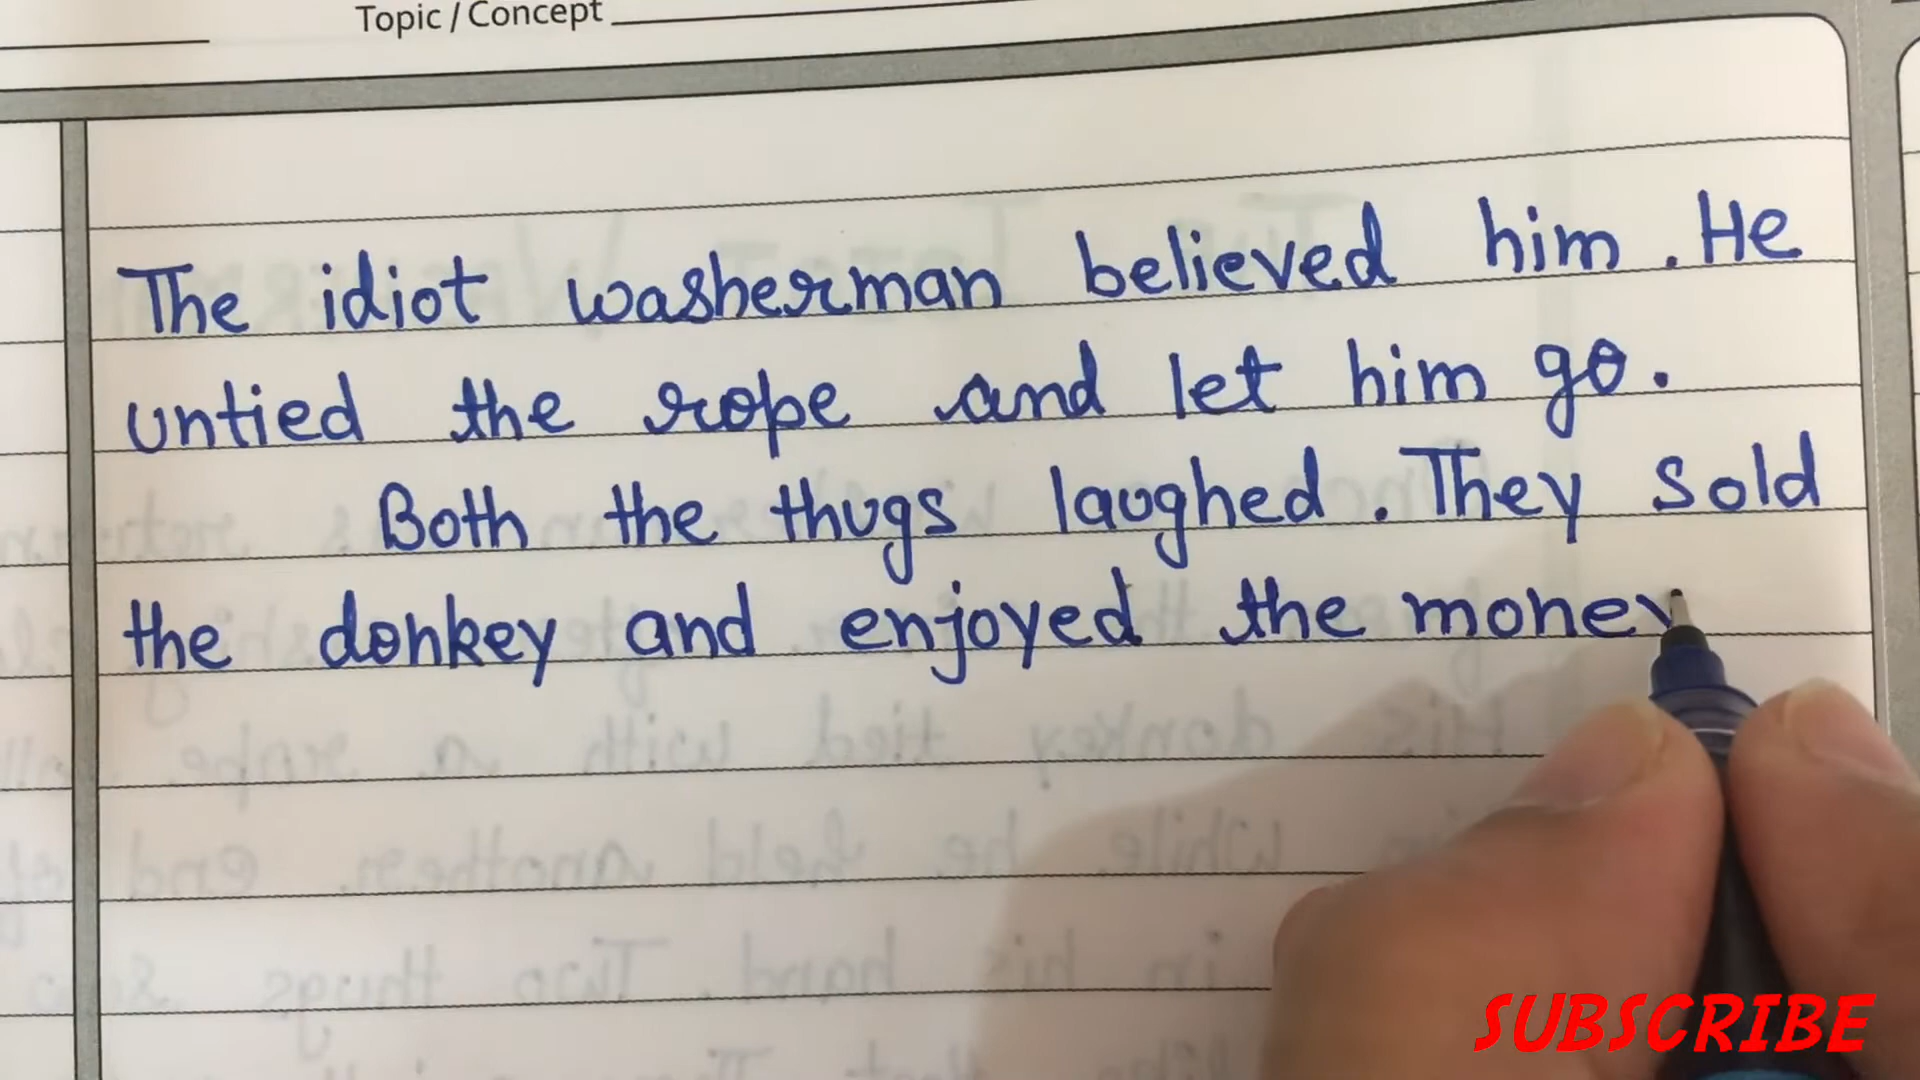 Topic / Concept
The idiot washerman believed him. He
untied the rope and let him go.
Both the thugs laughed. They sold
the donkey and enjoyed the money
SUBSCRIBE